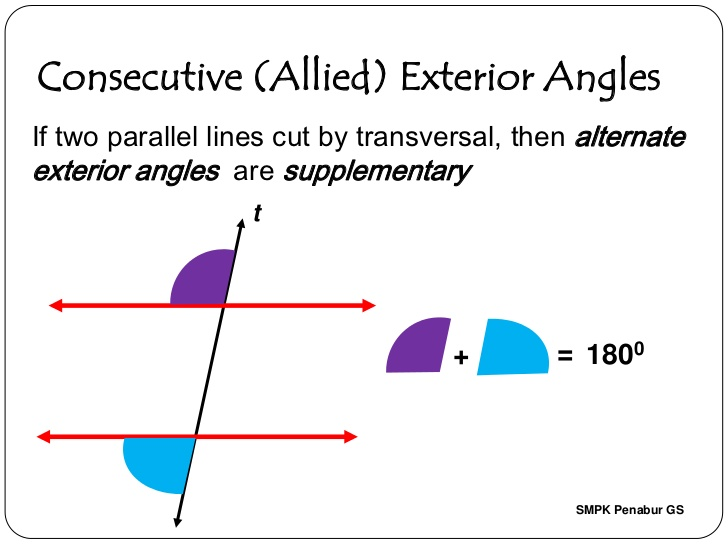 Consecutive (Allied) Exterior Angles
If two parallel lines cut by transversal, then alternate
exterior angles are supplementary
t
+ = 180⁰
SMPK Penabur GS